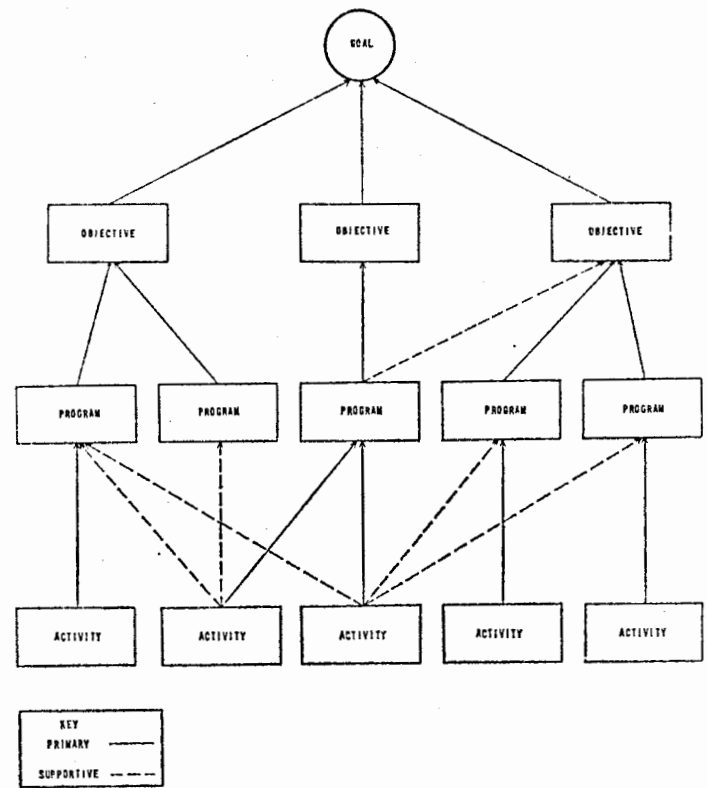 GOAL
OBJECTIVE
OBJECTIVE
OBJECTIVE
PROGRAM
PROGRAM
PROGRAM
PROGRAM
PROGRAM
ACTIVITY
ACTIVITY
ACTIVITY
ACTIVITY
ACTIVITY
KEY
PRIMARY
SUPPORTIVE